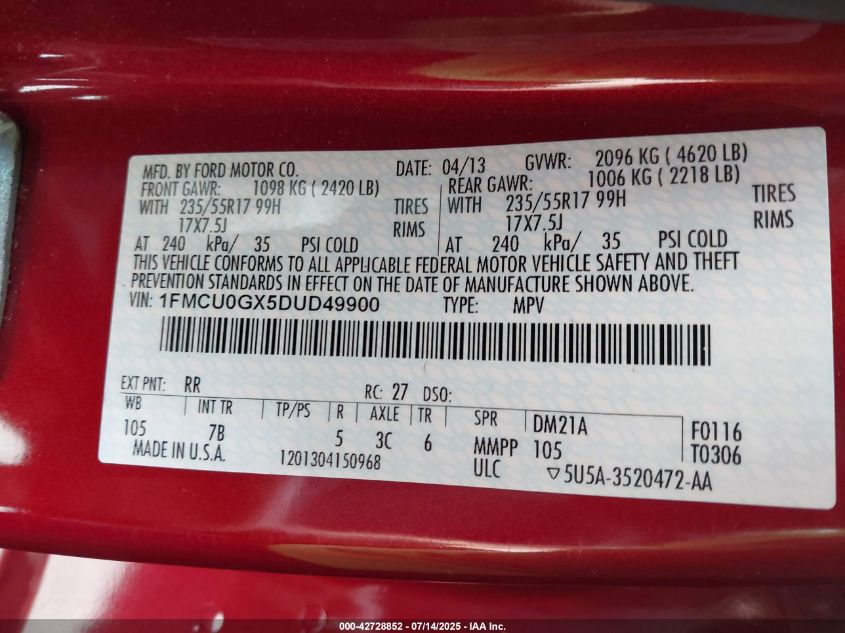 MFD. BY FORD MOTOR CO. DATE: 04/13 GVWR: 2096 KG ( 4620 LB)
FRONT GAWR: 1098 KG ( 2420 LB) REAR GAWR: 1006 KG ( 2218 LB)
WITH 235/55R17 99H TIRES WITH 235/55R17 99H TIRES
17X7.5J RIMS 17X7.5J RIMS
AT 240 kPa/ 35 PSI COLD AT 240 kPa/ 35 PSI COLD
THIS VEHICLE CONFORMS TO ALL APPLICABLE FEDERAL MOTOR VEHICLE SAFETY AND THEFT
PREVENTION STANDARDS IN EFFECT ON THE DATE OF MANUFACTURE SHOWN ABOVE.
VIN: 1FMCU0GX5DUD49900 TYPE: MPV
EXT PNT: RR RC: 27 DSO:
WB INT TR TP/PS R AXLE TR SPR DM21A F0116
105 7B 5 3C 6 MMPP 105 T0306
MADE IN U.S.A. 1201304150968 ULC ▽5U5A-3520472-AA
000-42728852 / 07/14/2025 - IAA Inc.